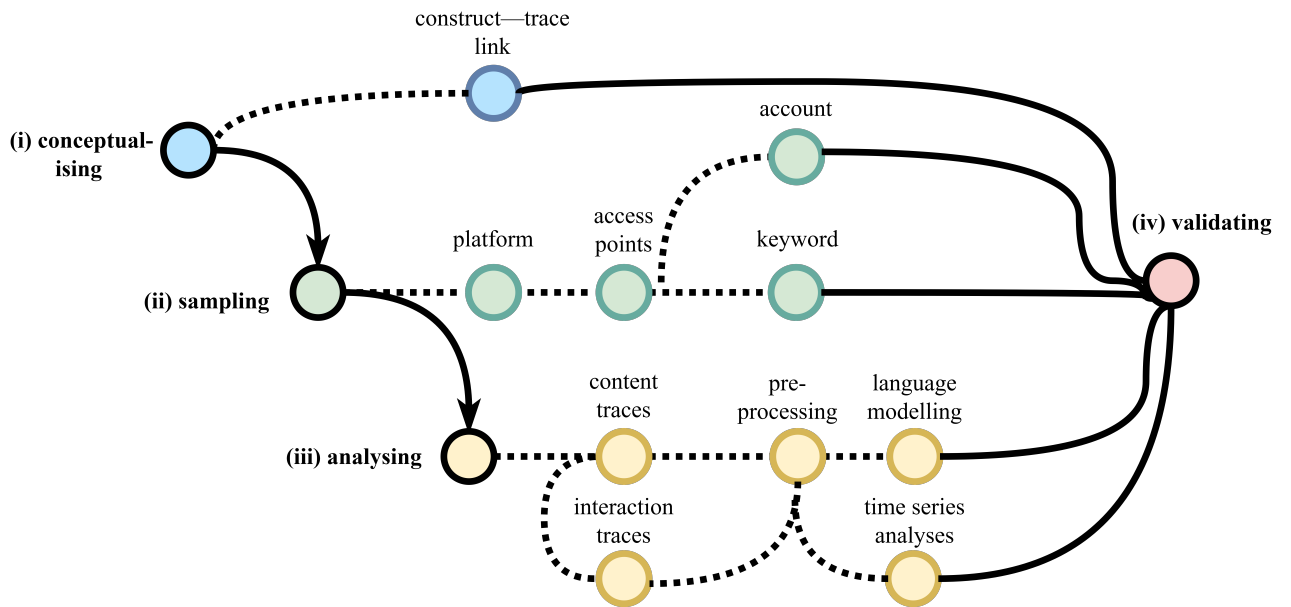 construct—trace
link
account
(i) conceptual-
ising
access
points
platform
keyword
(iv) validating
(ii) sampling
content
traces
pre-
processing
language
modelling
(iii) analysing
interaction
traces
time series
analyses